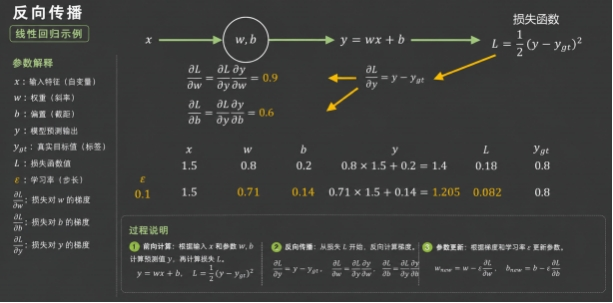 反向传播
线性回归示例
参数解释
x：输入特征（自变量）
w：权重（斜率）
b：偏置（截距）
y：模型预测输出
y_gt：真实目标值（标签）
L：损失函数值
ε：学习率（步长）
∂L/∂w：损失对 w 的梯度
∂L/∂b：损失对 b 的梯度
∂L/∂y：损失对 y 的梯度
损失函数
x w, b y = wx + b L = 1/2 (y − y_gt)²
∂L/∂w = ∂L/∂y ∂y/∂w = 0.9
∂L/∂y = y − y_gt
∂L/∂b = ∂L/∂y ∂y/∂b = 0.6
x w b y L y_gt
1.5 0.8 0.2 0.8 × 1.5 + 0.2 = 1.4 0.18 0.8
ε
0.1 1.5 0.71 0.14 0.71 × 1.5 + 0.14 = 1.205 0.082 0.8
过程说明
1 前向计算：根据输入 x 和参数 w, b
计算预测值 y，再计算损失 L。
y = wx + b, L = 1/2 (y − y_gt)²
2 反向传播：从损失 L 开始，反向计算梯度。
∂L/∂y = y − y_gt, ∂L/∂w = ∂L/∂y ∂y/∂w, ∂L/∂b = ∂L/∂y ∂y/∂b
3 参数更新：根据梯度和学习率 ε 更新参数。
w_new = w − ε ∂L/∂w, b_new = b − ε ∂L/∂b